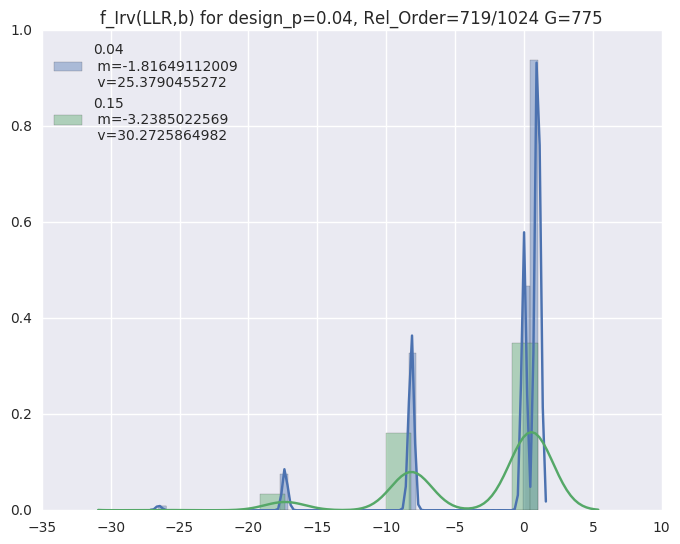 f_Irv(LLR,b) for design_p=0.04, Rel_Order=719/1024 G=775
1.0
0.8
0.6
0.4
0.2
0.0
0.04
m=-1.81649112009
v=25.3790455272
0.15
m=-3.2385022569
v=30.2725864982
−35 −30 −25 −20 −15 −10 −5 0 5 10